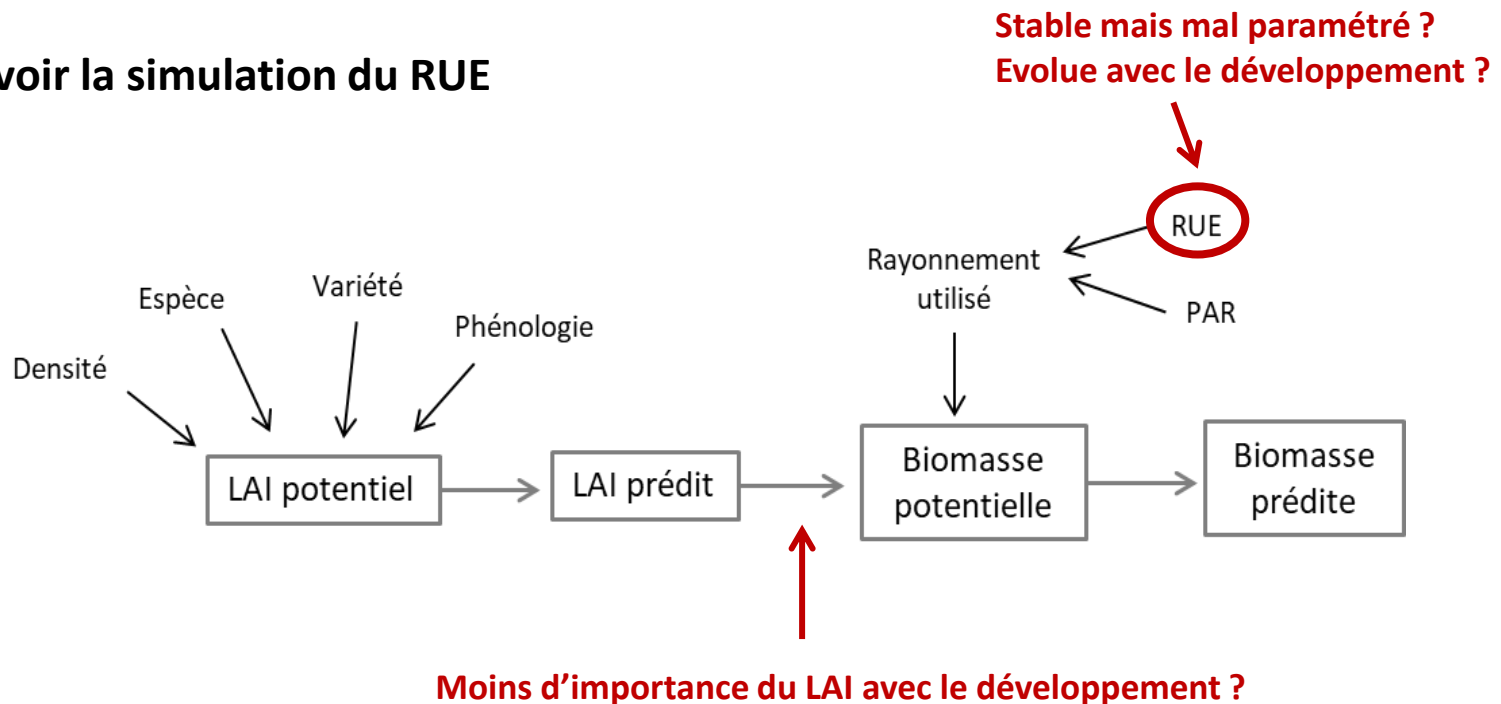 Stable mais mal paramétré ?
Evolue avec le développement ?
voir la simulation du RUE
RUE
Rayonnement
utilisé
PAR
Densité
Espèce
Variété
Phénologie
LAI potentiel
LAI prédit
Biomasse
potentielle
Biomasse
prédite
Moins d’importance du LAI avec le développement ?